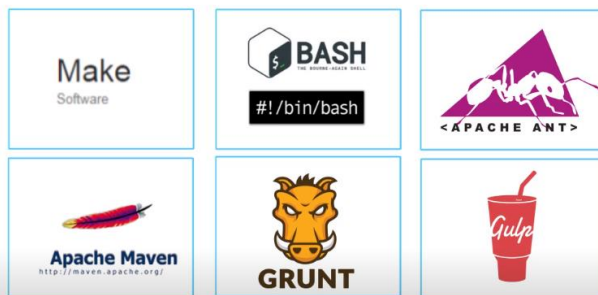 Make
Software
BASH
THE BOURNE-AGAIN SHELL
#!/bin/bash
<APACHE ANT>
Apache Maven
http://maven.apache.org/
GRUNT
Gulp